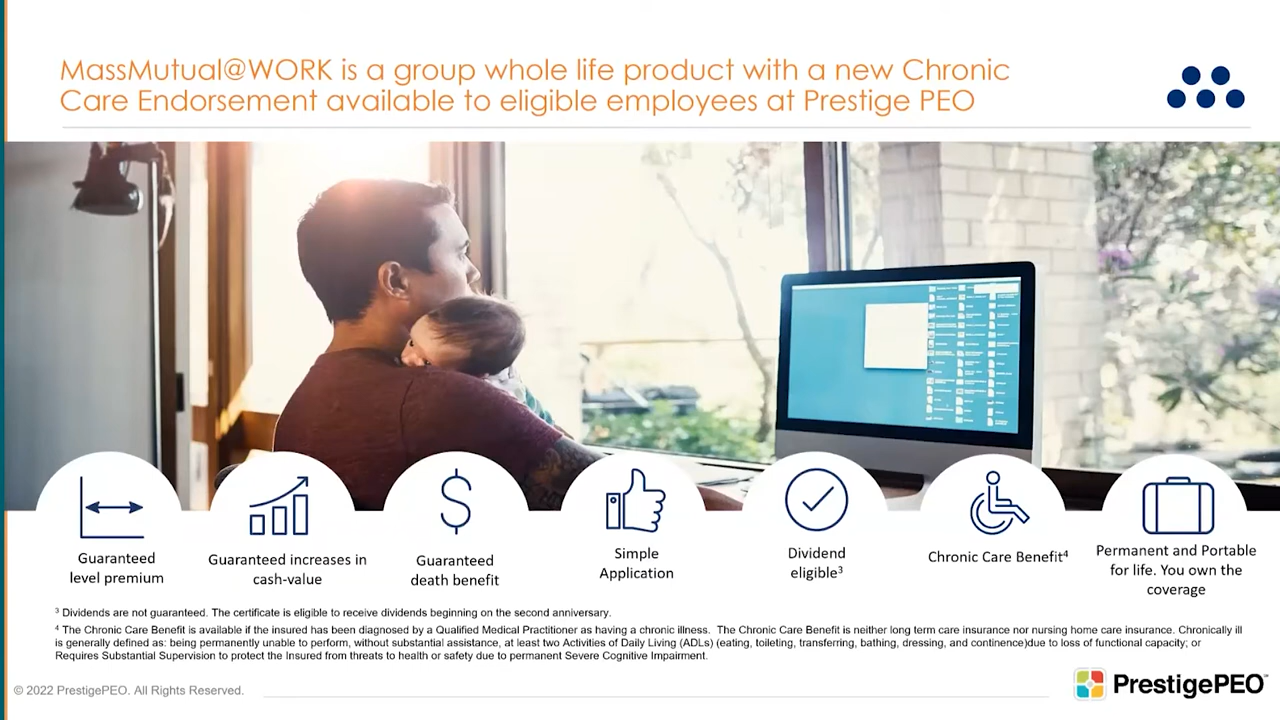 MassMutual@WORK is a group whole life product with a new Chronic
Care Endorsement available to eligible employees at Prestige PEO
Guaranteed
level premium
Guaranteed increases in
cash-value
Guaranteed
death benefit
Simple
Application
Dividend
eligible³
Chronic Care Benefit⁴
Permanent and Portable
for life. You own the
coverage
³ Dividends are not guaranteed. The certificate is eligible to receive dividends beginning on the second anniversary.
⁴ The Chronic Care Benefit is available if the insured has been diagnosed by a Qualified Medical Practitioner as having a chronic illness. The Chronic Care Benefit is neither long term care insurance nor nursing home care insurance. Chronically ill
is generally defined as: being permanently unable to perform, without substantial assistance, at least two Activities of Daily Living (ADLs) (eating, toileting, transferring, bathing, dressing, and continence)due to loss of functional capacity; or
Requires Substantial Supervision to protect the Insured from threats to health or safety due to permanent Severe Cognitive Impairment.
© 2022 PrestigePEO. All Rights Reserved.
PrestigePEO™